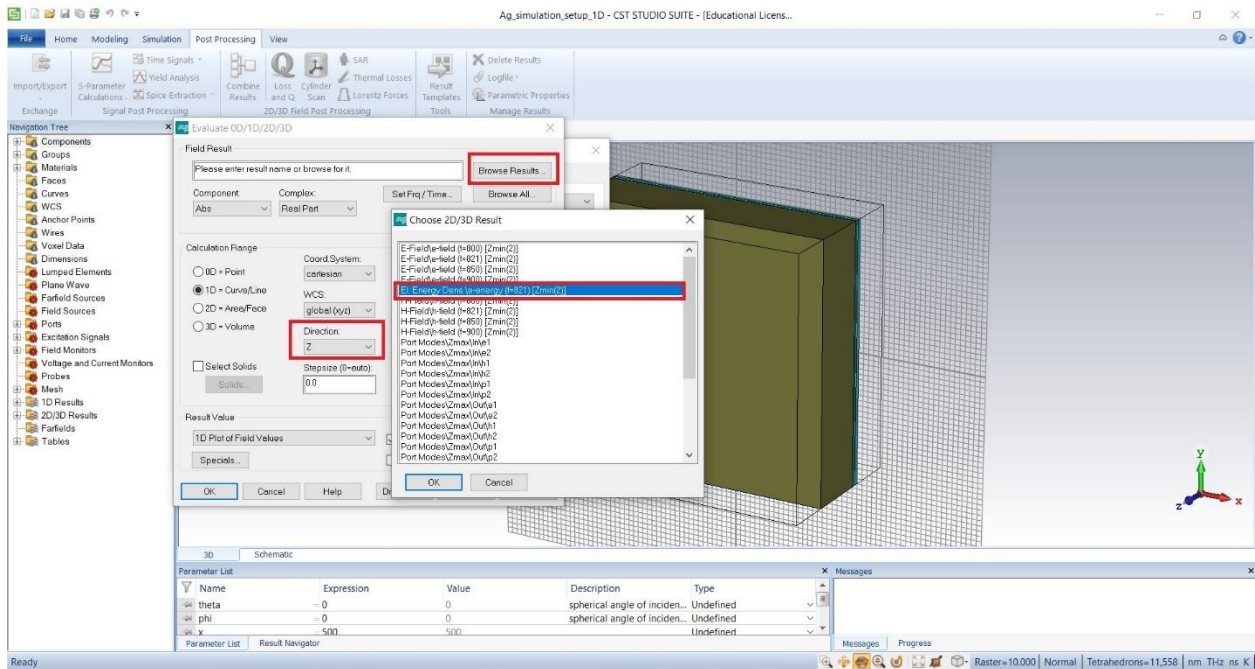 Ag_simulation_setup_1D - CST STUDIO SUITE - [Educational Licens...
File Home Modeling Simulation Post Processing View
Import/Export
Exchange
S-Parameter Calculations
Time Signals
Yield Analysis
Spice Extraction
Signal Post Processing
Combine Results
Loss and Q
Cylinder Scan
SAR
Thermal Losses
Lorentz Forces
2D/3D Field Post Processing
Result Templates
Tools
Delete Results
Logfile
Parametric Properties
Manage Results
Navigation Tree
Components
Groups
Materials
Faces
Curves
WCS
Anchor Points
Wires
Voxel Data
Dimensions
Lumped Elements
Plane Wave
Farfield Sources
Field Sources
Ports
Excitation Signals
Field Monitors
Voltage and Current Monitors
Probes
Mesh
1D Results
2D/3D Results
Farfields
Tables
Evaluate 0D/1D/2D/3D
Field Result
Please enter result name or browse for it.
Browse Results...
Component: Complex:
Abs Real Part
Set Frq / Time...
Browse All...
Calculation Range
0D = Point
1D = Curve/Line
2D = Area/Face
3D = Volume
Coord.System:
cartesian
WCS:
global (xyz)
Direction:
Z
Select Solids
Solids...
Stepsize (0=auto):
0.0
Result Value
1D Plot of Field Values
Specials...
OK Cancel Help
Choose 2D/3D Result
E-Field\e-field (f=800) [Zmin(2)]
E-Field\e-field (f=821) [Zmin(2)]
E-Field\e-field (f=850) [Zmin(2)]
E-Field\e-field (f=900) [Zmin(2)]
El. Energy Dens.\e-energy (f=821) [Zmin(2)]
H-Field\h-field (f=800) [Zmin(2)]
H-Field\h-field (f=821) [Zmin(2)]
H-Field\h-field (f=850) [Zmin(2)]
H-Field\h-field (f=900) [Zmin(2)]
Port Modes\Zmax\In\e1
Port Modes\Zmax\In\e2
Port Modes\Zmax\In\h1
Port Modes\Zmax\In\h2
Port Modes\Zmax\In\p1
Port Modes\Zmax\In\p2
Port Modes\Zmax\Out\e1
Port Modes\Zmax\Out\e2
Port Modes\Zmax\Out\h1
Port Modes\Zmax\Out\h2
Port Modes\Zmax\Out\p1
Port Modes\Zmax\Out\p2
OK Cancel
y
z x
3D Schematic
Parameter List
Name Expression Value Description Type
theta = 0 0 spherical angle of inciden... Undefined
phi = 0 0 spherical angle of inciden... Undefined
x = 500 500 Undefined
Parameter List Result Navigator
Messages
Messages Progress
Ready
Raster=10.000 Normal Tetrahedrons=11,558 nm THz ns K